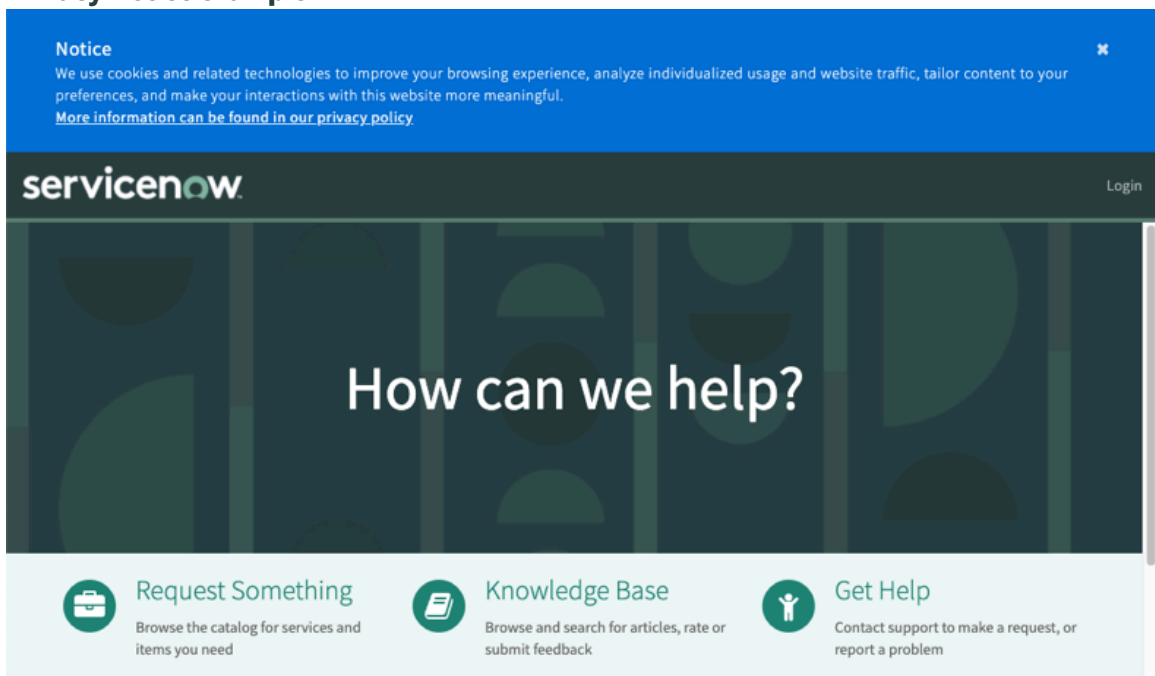 Notice
We use cookies and related technologies to improve your browsing experience, analyze individualized usage and website traffic, tailor content to your
preferences, and make your interactions with this website more meaningful.
More information can be found in our privacy policy
servicenow
Login
How can we help?
Request Something
Browse the catalog for services and
items you need
Knowledge Base
Browse and search for articles, rate or
submit feedback
Get Help
Contact support to make a request, or
report a problem